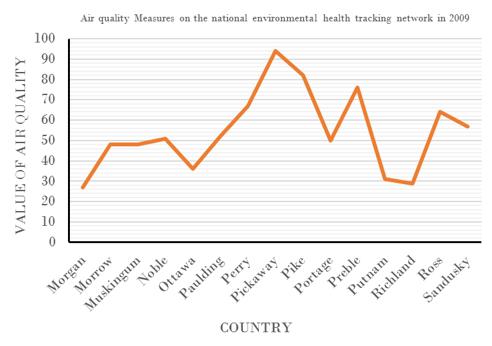 Air quality Measures on the national environmental health tracking network in 2009
VALUE OF AIR QUALITY
100
90
80
70
60
50
40
30
20
10
0
Morgan
Morrow
Muskingum
Noble
Ottawa
Paulding
Perry
Pickaway
Pike
Portage
Preble
Putnam
Richland
Ross
Sandusky
COUNTRY